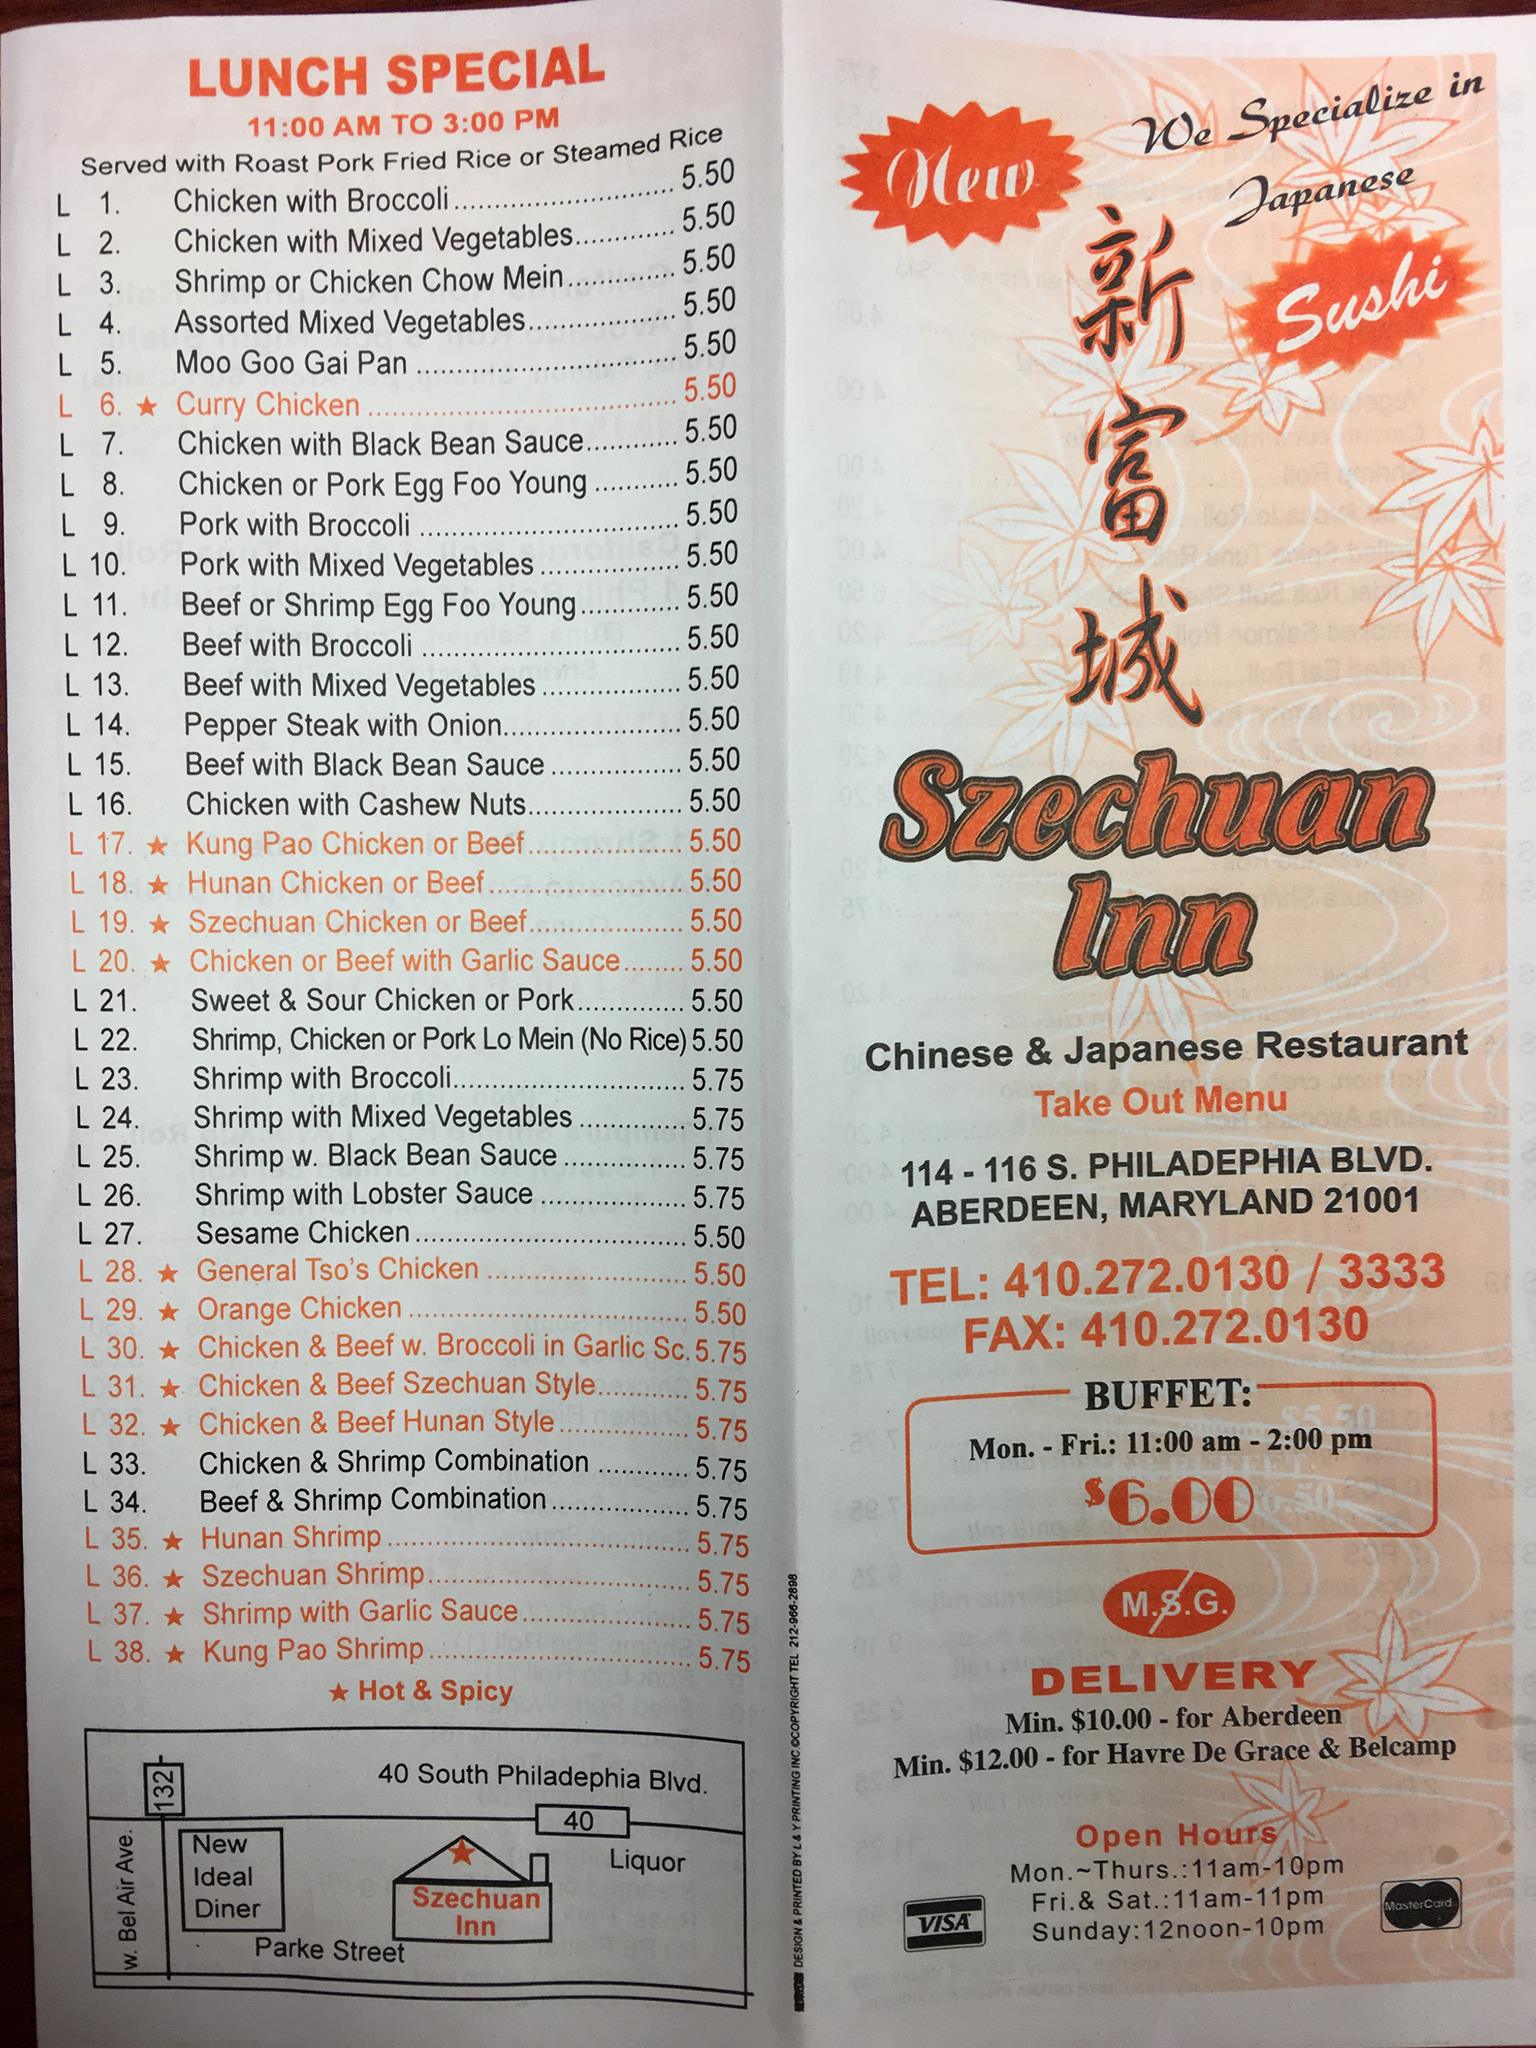 LUNCH SPECIAL
11:00 AM TO 3:00 PM
Served with Roast Pork Fried Rice or Steamed Rice
L 1. Chicken with Broccoli 5.50
L 2. Chicken with Mixed Vegetables 5.50
L 3. Shrimp or Chicken Chow Mein 5.50
L 4. Assorted Mixed Vegetables 5.50
L 5. Moo Goo Gai Pan 5.50
L 6. ★ Curry Chicken 5.50
L 7. Chicken with Black Bean Sauce 5.50
L 8. Chicken or Pork Egg Foo Young 5.50
L 9. Pork with Broccoli 5.50
L 10. Pork with Mixed Vegetables 5.50
L 11. Beef or Shrimp Egg Foo Young 5.50
L 12. Beef with Broccoli 5.50
L 13. Beef with Mixed Vegetables 5.50
L 14. Pepper Steak with Onion 5.50
L 15. Beef with Black Bean Sauce 5.50
L 16. Chicken with Cashew Nuts 5.50
L 17. ★ Kung Pao Chicken or Beef 5.50
L 18. ★ Hunan Chicken or Beef 5.50
L 19. ★ Szechuan Chicken or Beef 5.50
L 20. ★ Chicken or Beef with Garlic Sauce 5.50
L 21. Sweet & Sour Chicken or Pork 5.50
L 22. Shrimp, Chicken or Pork Lo Mein (No Rice) 5.50
L 23. Shrimp with Broccoli 5.75
L 24. Shrimp with Mixed Vegetables 5.75
L 25. Shrimp w. Black Bean Sauce 5.75
L 26. Shrimp with Lobster Sauce 5.75
L 27. Sesame Chicken 5.50
L 28. ★ General Tso's Chicken 5.50
L 29. ★ Orange Chicken 5.50
L 30. ★ Chicken & Beef w. Broccoli in Garlic Sc. 5.75
L 31. ★ Chicken & Beef Szechuan Style 5.75
L 32. ★ Chicken & Beef Hunan Style 5.75
L 33. Chicken & Shrimp Combination 5.75
L 34. Beef & Shrimp Combination 5.75
L 35. ★ Hunan Shrimp 5.75
L 36. ★ Szechuan Shrimp 5.75
L 37. ★ Shrimp with Garlic Sauce 5.75
L 38. ★ Kung Pao Shrimp 5.75
★ Hot & Spicy
132
40 South Philadephia Blvd.
40
w. Bel Air Ave.
New
Ideal
Diner
Szechuan
Inn
Liquor
Parke Street
DESIGN & PRINTED BY L & Y PRINTING INC.©COPYRIGHT TEL 212-966-2898
New
We Specialize in
Japanese
Sushi
新富城
Szechuan
Inn
Chinese & Japanese Restaurant
Take Out Menu
114 - 116 S. PHILADEPHIA BLVD.
ABERDEEN, MARYLAND 21001
TEL: 410.272.0130 / 3333
FAX: 410.272.0130
BUFFET:
Mon. - Fri.: 11:00 am - 2:00 pm
$6.00
M.S.G.
DELIVERY
Min. $10.00 - for Aberdeen
Min. $12.00 - for Havre De Grace & Belcamp
Open Hours
Mon.~Thurs.:11am-10pm
Fri.& Sat.:11am-11pm
Sunday:12noon-10pm
VISA
MasterCard